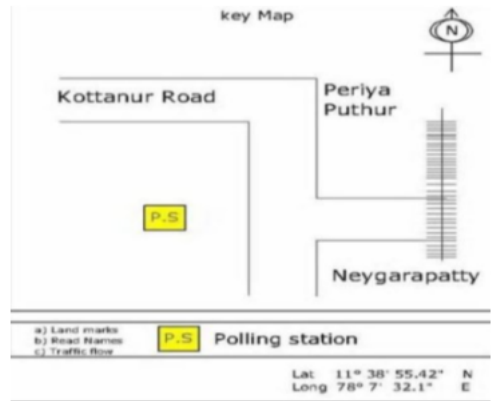 key Map
N
Kottanur Road
Periya
Puthur
P.S
Neygarapatty
a) Land marks
b) Road Names
c) Traffic flow
P.S Polling station
Lat 11° 38' 55.42" N
Long 78° 7' 32.1" E